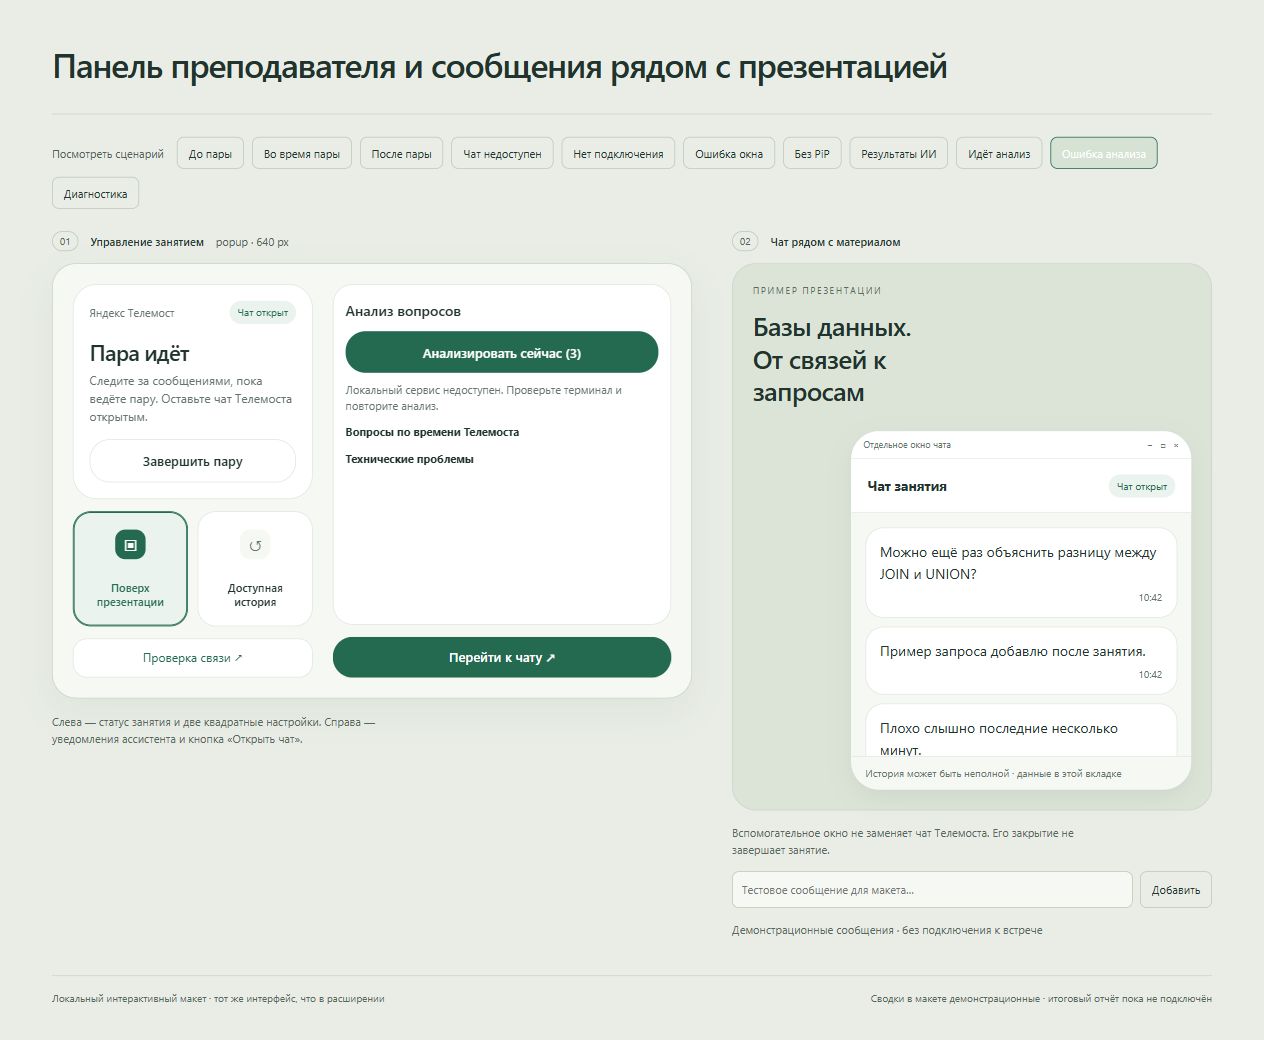 Панель преподавателя и сообщения рядом с презентацией
Посмотреть сценарий
До пары
Во время пары
После пары
Чат недоступен
Нет подключения
Ошибка окна
Без PiP
Результаты ИИ
Идёт анализ
Ошибка анализа
Диагностика
01 Управление занятием popup · 640 px
Яндекс Телемост
Чат открыт
Пара идёт
Следите за сообщениями, пока
ведёте пару. Оставьте чат Телемоста
открытым.
Завершить пару
Поверх
презентации
Доступная
история
Проверка связи ↗
Анализ вопросов
Анализировать сейчас (3)
Локальный сервис недоступен. Проверьте терминал и
повторите анализ.
Вопросы по времени Телемоста
Технические проблемы
Перейти к чату ↗
Слева — статус занятия и две квадратные настройки. Справа —
уведомления ассистента и кнопка «Открыть чат».
02 Чат рядом с материалом
ПРИМЕР ПРЕЗЕНТАЦИИ
Базы данных.
От связей к
запросам
Отдельное окно чата
Чат занятия
Чат открыт
Можно ещё раз объяснить разницу между
JOIN и UNION?
10:42
Пример запроса добавлю после занятия.
10:42
Плохо слышно последние несколько
минут.
История может быть неполной · данные в этой вкладке
Вспомогательное окно не заменяет чат Телемоста. Его закрытие не
завершает занятие.
Тестовое сообщение для макета...
Добавить
Демонстрационные сообщения · без подключения к встрече
Локальный интерактивный макет · тот же интерфейс, что в расширении
Сводки в макете демонстрационные · итоговый отчёт пока не подключён